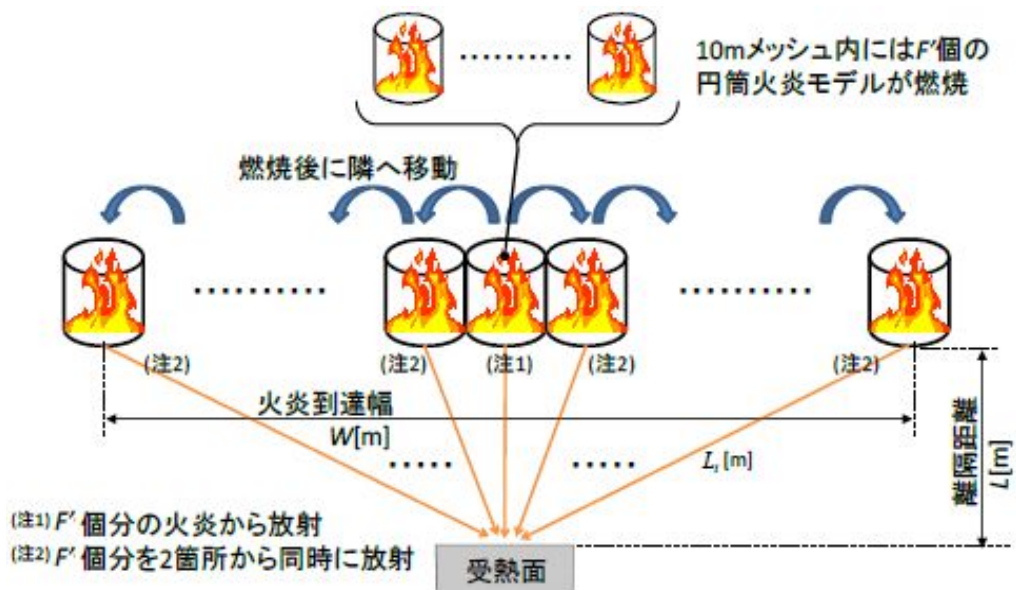 10mメッシュ内にはF'個の
円筒火炎モデルが燃焼
燃焼後に隣へ移動
(注2)
(注2)
(注1)
(注2)
(注2)
火炎到達幅
W[m]
Lᵢ [m]
離隔距離
L[m]
(注1) F' 個分の火炎から放射
(注2) F' 個分を2箇所から同時に放射
受熱面